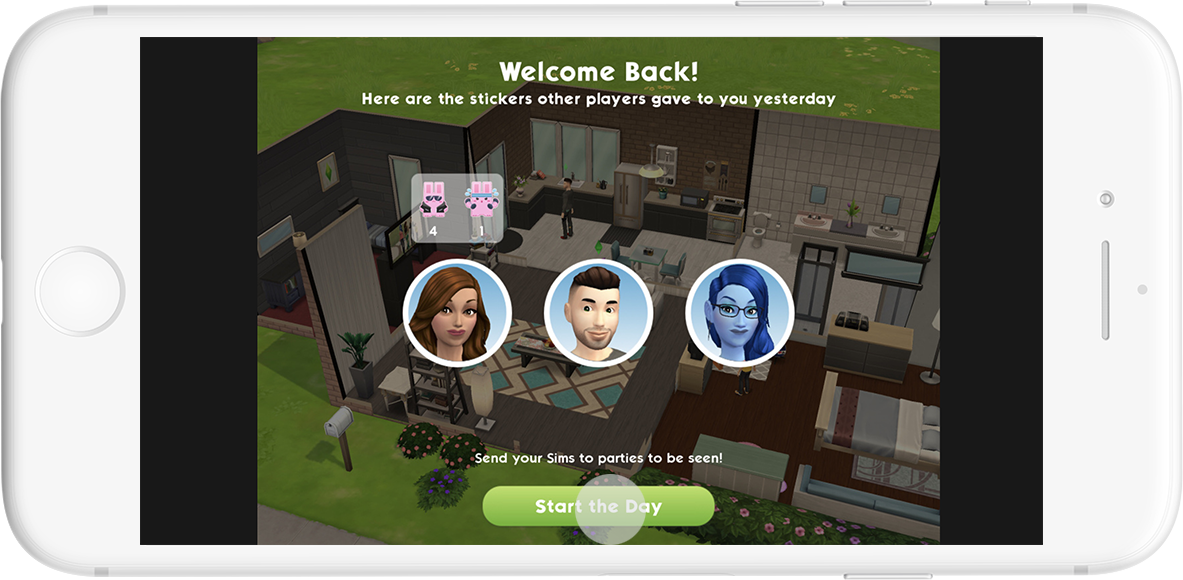 Welcome Back!
Here are the stickers other players gave to you yesterday
4 1
Send your Sims to parties to be seen!
Start the Day